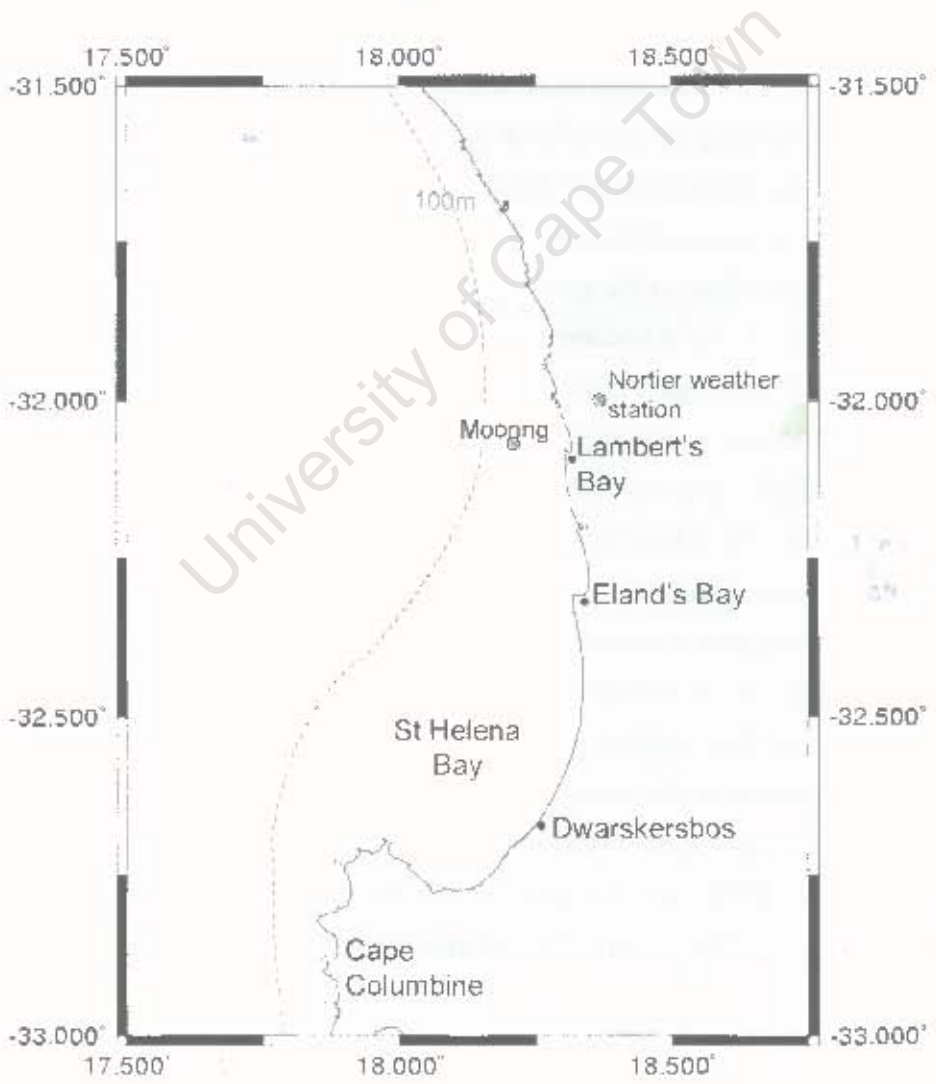 17.500° 18.000° 18.500°
-31.500° -31.500°
100m
University of Cape Town
Nortier weather
station
-32.000° -32.000°
Mooring
Lambert's
Bay
Eland's Bay
-32.500° -32.500°
St Helena
Bay
Dwarskersbos
Cape
Columbine
-33.000° -33.000°
17.500° 18.000° 18.500°